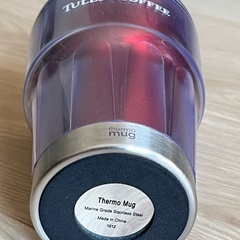 TULLY'S COFFEE
thermo
mug
Thermo Mug
Marine Grade Stainless Steel
Made in China
1612